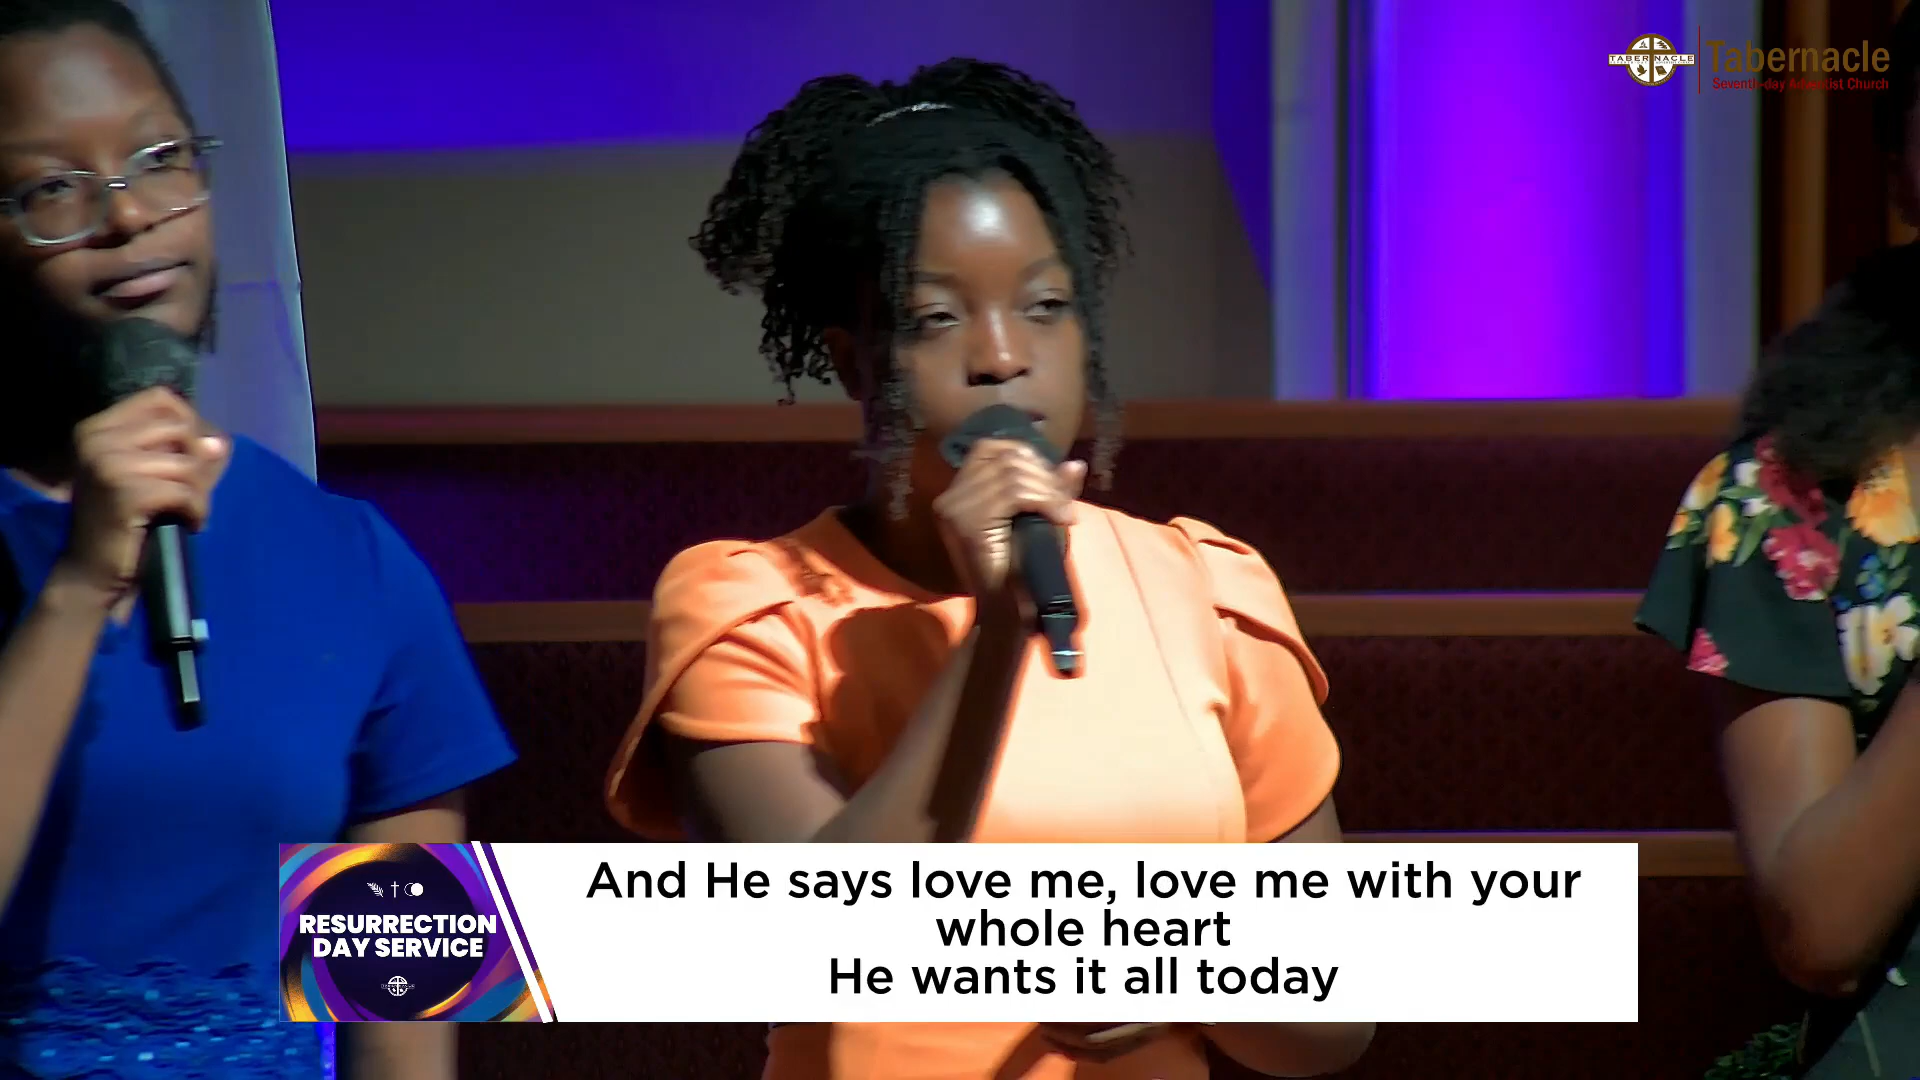 TABERNACLE
Tabernacle
Seventh-day Adventist Church
And He says love me, love me with your
whole heart
He wants it all today
RESURRECTION
DAY SERVICE